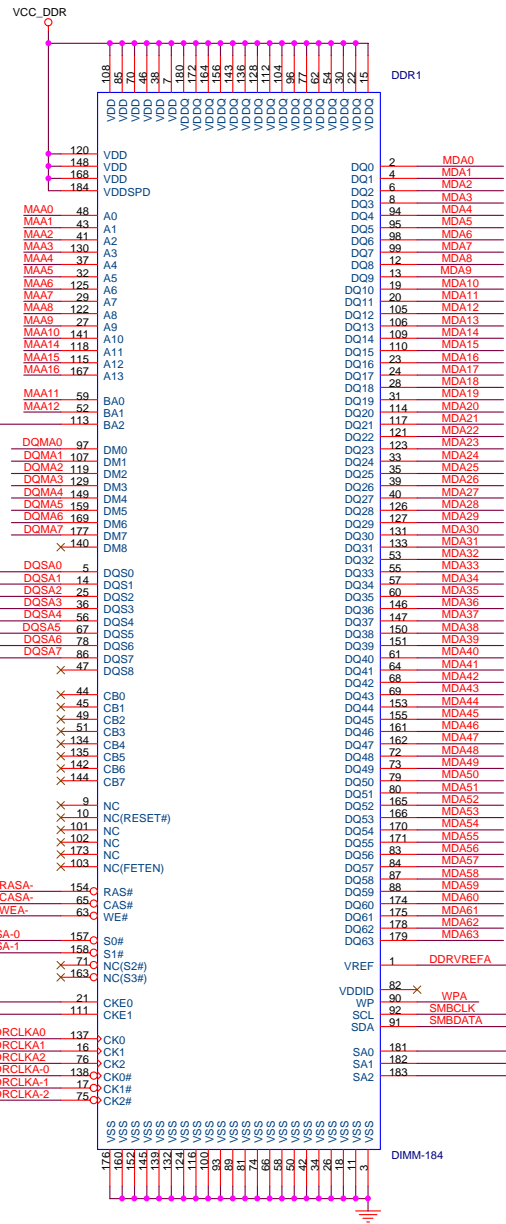 VCC_DDR
DDR1
108 85 70 46 38 7 180 172 164 156 143 136 128 112 104 96 77 62 54 30 22 15
VDD VDD VDD VDD VDD VDD VDDQ VDDQ VDDQ VDDQ VDDQ VDDQ VDDQ VDDQ VDDQ VDDQ VDDQ VDDQ VDDQ VDDQ VDDQ VDDQ
120 VDD
148 VDD
168 VDD
184 VDDSPD
MAA0 48 A0
MAA1 43 A1
MAA2 41 A2
MAA3 130 A3
MAA4 37 A4
MAA5 32 A5
MAA6 125 A6
MAA7 29 A7
MAA8 122 A8
MAA9 27 A9
MAA10 141 A10
MAA14 118 A11
MAA15 115 A12
MAA16 167 A13
MAA11 59 BA0
MAA12 52 BA1
113 BA2
DQMA0 97 DM0
DQMA1 107 DM1
DQMA2 119 DM2
DQMA3 129 DM3
DQMA4 149 DM4
DQMA5 159 DM5
DQMA6 169 DM6
DQMA7 177 DM7
140 DM8
DQSA0 5 DQS0
DQSA1 14 DQS1
DQSA2 25 DQS2
DQSA3 36 DQS3
DQSA4 56 DQS4
DQSA5 67 DQS5
DQSA6 78 DQS6
DQSA7 86 DQS7
47 DQS8
44 CB0
45 CB1
49 CB2
51 CB3
134 CB4
135 CB5
142 CB6
144 CB7
9 NC
10 NC(RESET#)
101 NC
102 NC
173 NC
103 NC(FETEN)
RASA- 154 RAS#
CASA- 65 CAS#
WEA- 63 WE#
SA-0 157 S0#
SA-1 158 S1#
71 NC(S2#)
163 NC(S3#)
21 CKE0
111 CKE1
DRCLKA0 137 CK0
DRCLKA1 16 CK1
DRCLKA2 76 CK2
DRCLKA-0 138 CK0#
DRCLKA-1 17 CK1#
DRCLKA-2 75 CK2#
DQ0 2 MDA0
DQ1 4 MDA1
DQ2 6 MDA2
DQ3 8 MDA3
DQ4 94 MDA4
DQ5 95 MDA5
DQ6 98 MDA6
DQ7 99 MDA7
DQ8 12 MDA8
DQ9 13 MDA9
DQ10 19 MDA10
DQ11 20 MDA11
DQ12 105 MDA12
DQ13 106 MDA13
DQ14 109 MDA14
DQ15 110 MDA15
DQ16 23 MDA16
DQ17 24 MDA17
DQ18 28 MDA18
DQ19 31 MDA19
DQ20 114 MDA20
DQ21 117 MDA21
DQ22 121 MDA22
DQ23 123 MDA23
DQ24 33 MDA24
DQ25 35 MDA25
DQ26 39 MDA26
DQ27 40 MDA27
DQ28 126 MDA28
DQ29 127 MDA29
DQ30 131 MDA30
DQ31 133 MDA31
DQ32 53 MDA32
DQ33 55 MDA33
DQ34 57 MDA34
DQ35 60 MDA35
DQ36 146 MDA36
DQ37 147 MDA37
DQ38 150 MDA38
DQ39 151 MDA39
DQ40 61 MDA40
DQ41 64 MDA41
DQ42 68 MDA42
DQ43 69 MDA43
DQ44 153 MDA44
DQ45 155 MDA45
DQ46 161 MDA46
DQ47 162 MDA47
DQ48 72 MDA48
DQ49 73 MDA49
DQ50 79 MDA50
DQ51 80 MDA51
DQ52 165 MDA52
DQ53 166 MDA53
DQ54 170 MDA54
DQ55 171 MDA55
DQ56 83 MDA56
DQ57 84 MDA57
DQ58 87 MDA58
DQ59 88 MDA59
DQ60 174 MDA60
DQ61 175 MDA61
DQ62 178 MDA62
DQ63 179 MDA63
VREF 1 DDRVREFA
VDDID 82
WP 90 WPA
SCL 92 SMBCLK
SDA 91 SMBDATA
SA0 181
SA1 182
SA2 183
VSS VSS VSS VSS VSS VSS VSS VSS VSS VSS VSS VSS VSS VSS VSS VSS VSS VSS VSS VSS VSS VSS
176 160 152 145 139 132 124 116 100 93 89 81 74 66 58 50 42 34 26 18 11 3
DIMM-184